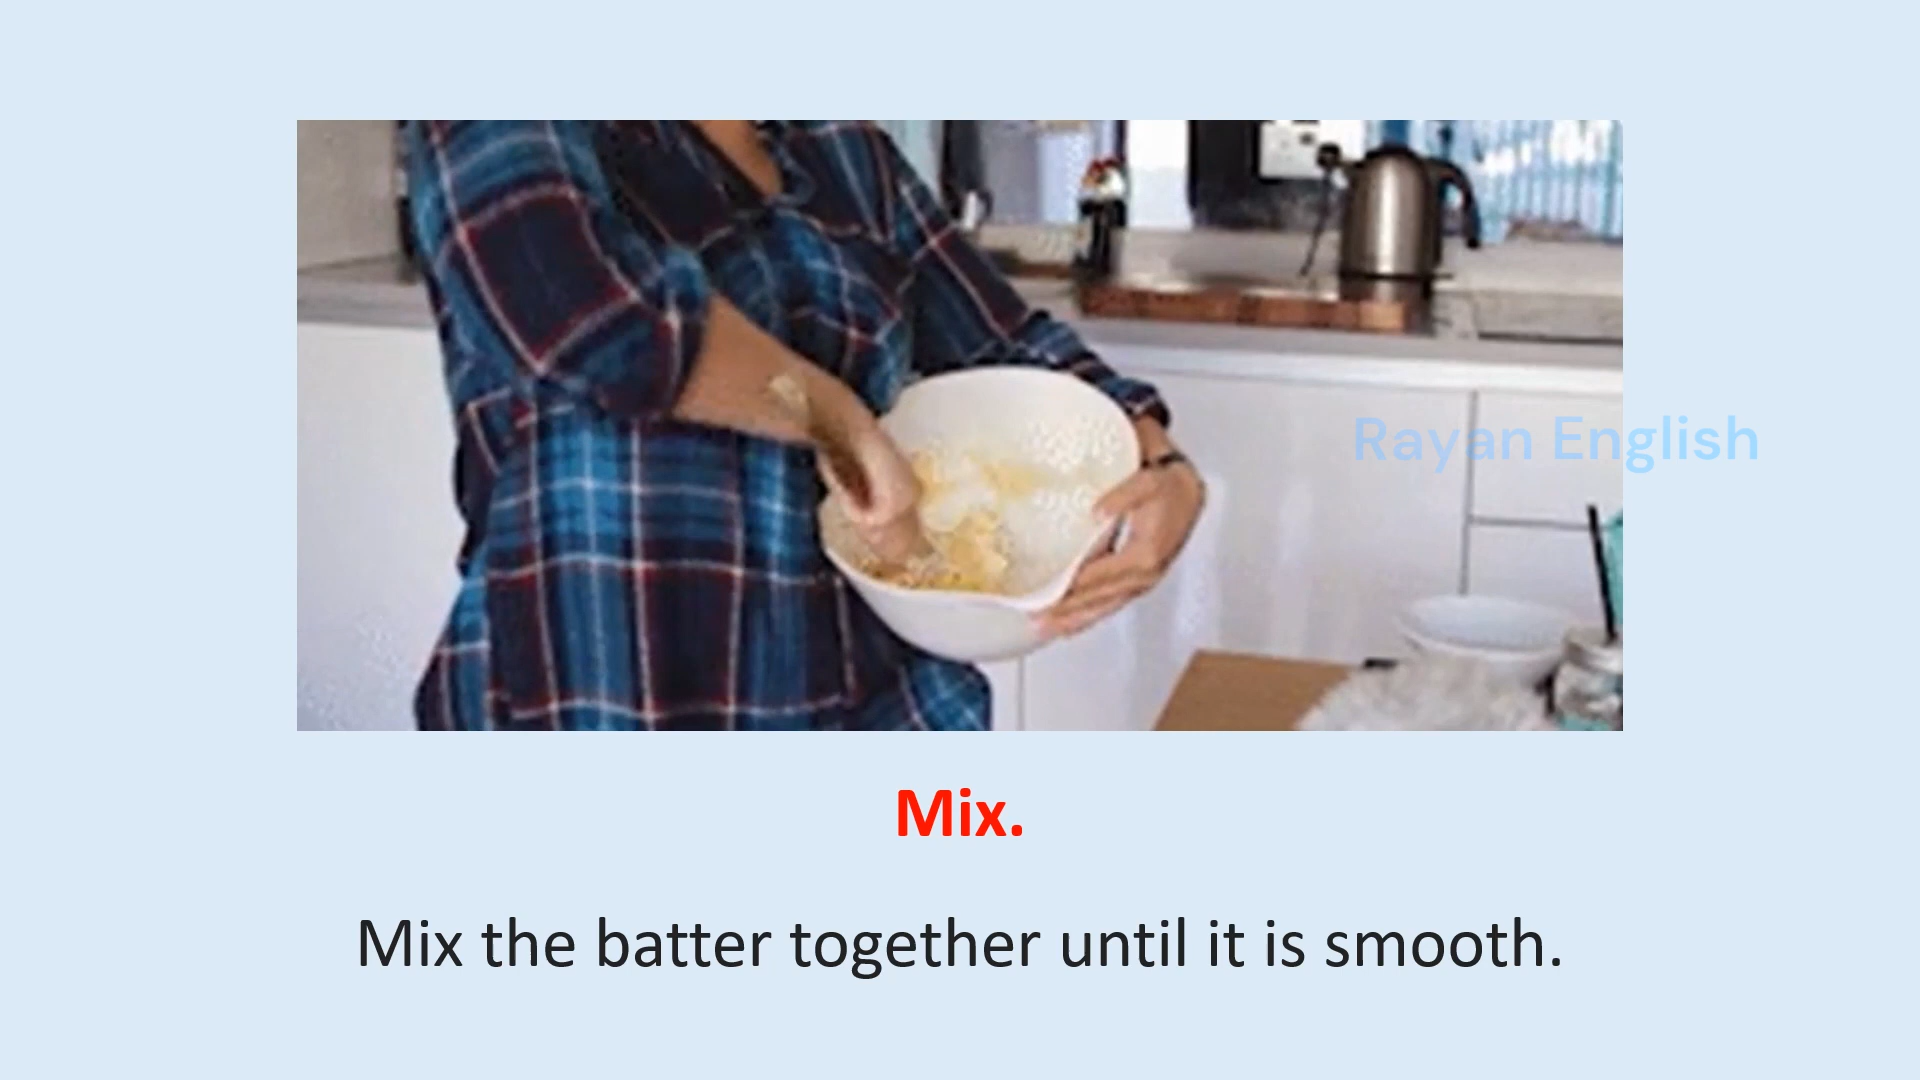 Rayan English
Mix.
Mix the batter together until it is smooth.